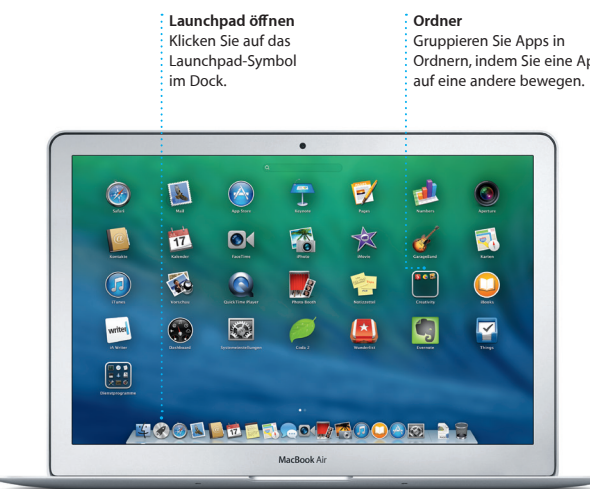 Launchpad öffnen
Klicken Sie auf das
Launchpad-Symbol
im Dock.
Ordner
Gruppieren Sie Apps in
Ordnern, indem Sie eine Ap
auf eine andere bewegen.
Safari Mail App Store Keynote Pages Numbers Aperture
Kontakte Kalender FaceTime iPhoto iMovie GarageBand Karten
17
iTunes Vorschau QuickTime Player Photo Booth Notizzettel Creativity iBooks
writer
iA Writer Dashboard Systemeinstellungen Coda 2 Wunderlist Evernote Things
Dienstprogramme
17
MacBook Air